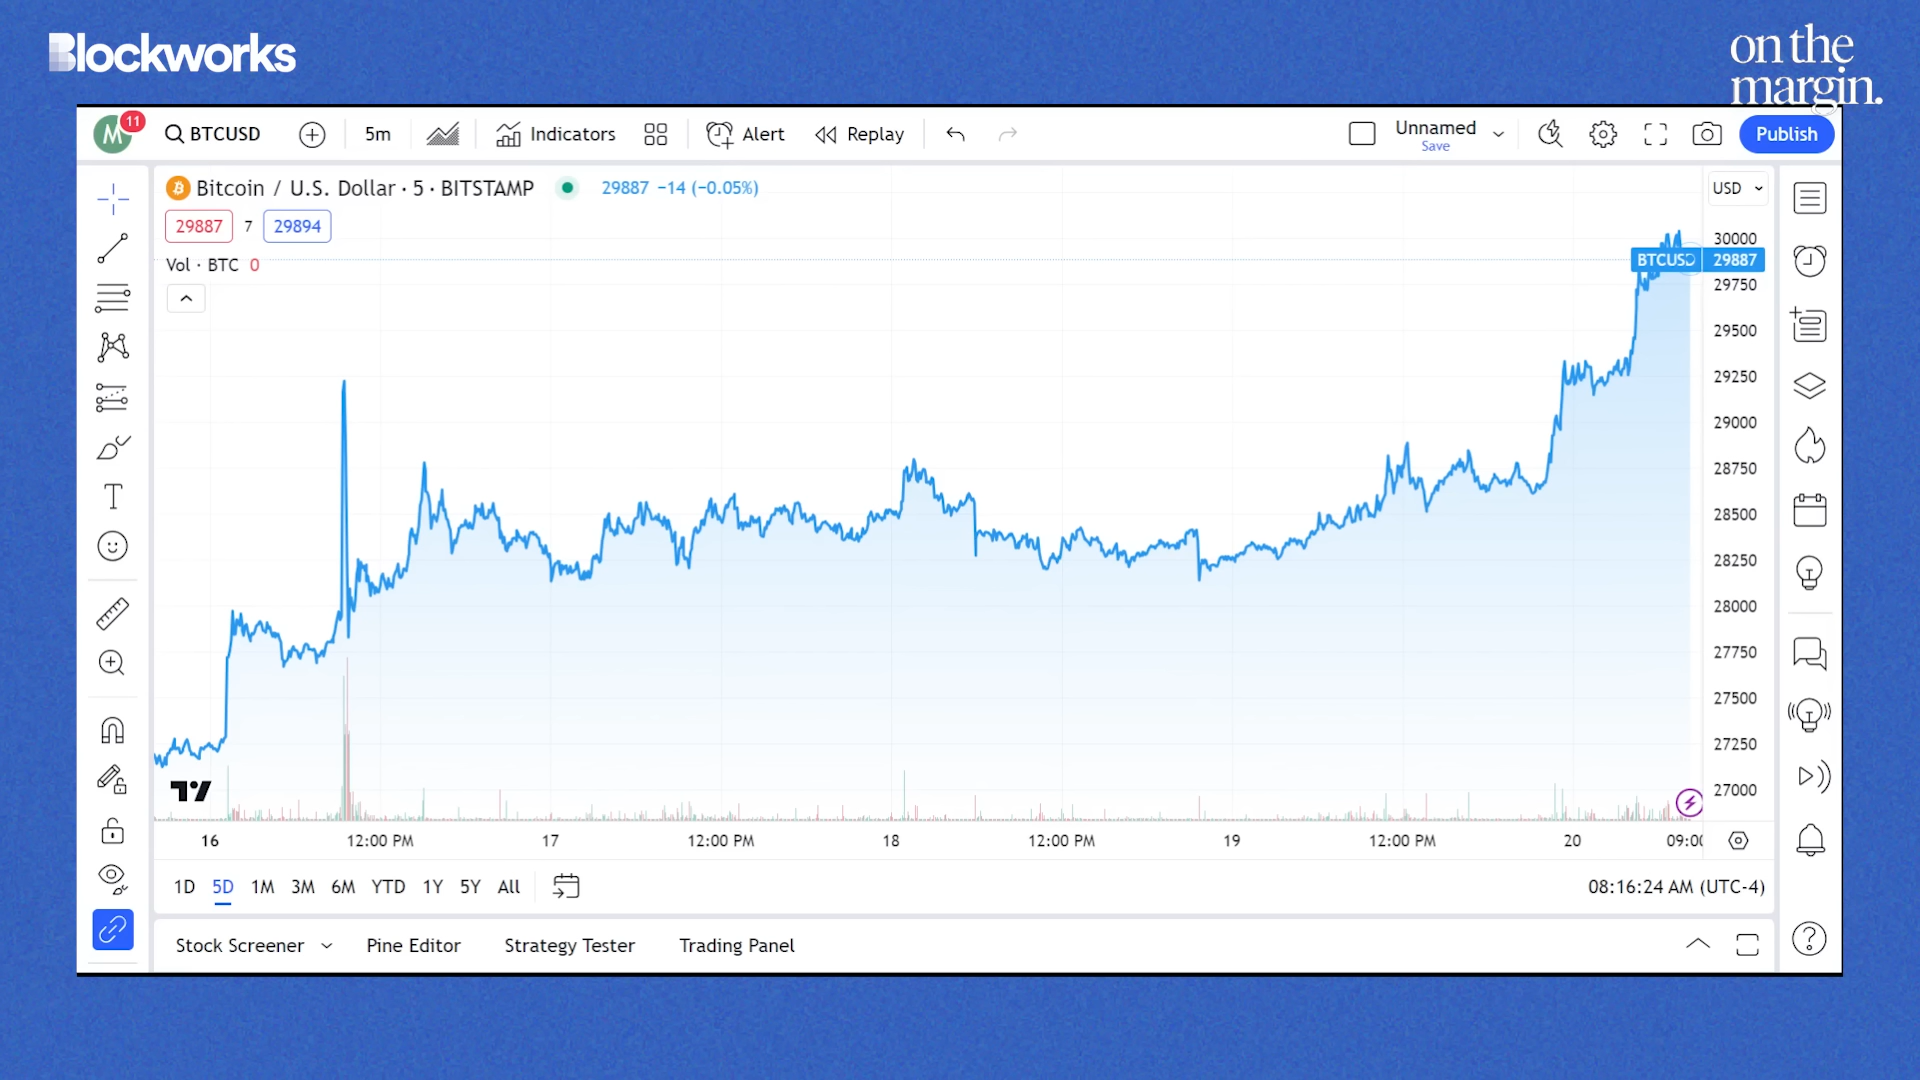 Blockworks
on the
margin.
M 11 BTCUSD 5m Indicators Alert Replay Unnamed Publish
Save
Bitcoin / U.S. Dollar · 5 · BITSTAMP 29887 −14 (−0.05%) USD
29887 7 29894
Vol · BTC 0
30000
BTCUSD 29887
29750
29500
29250
29000
28750
28500
28250
28000
27750
27500
27250
27000
16 12:00 PM 17 12:00 PM 18 12:00 PM 19 12:00 PM 20 09:00
1D 5D 1M 3M 6M YTD 1Y 5Y All 08:16:24 AM (UTC-4)
Stock Screener Pine Editor Strategy Tester Trading Panel